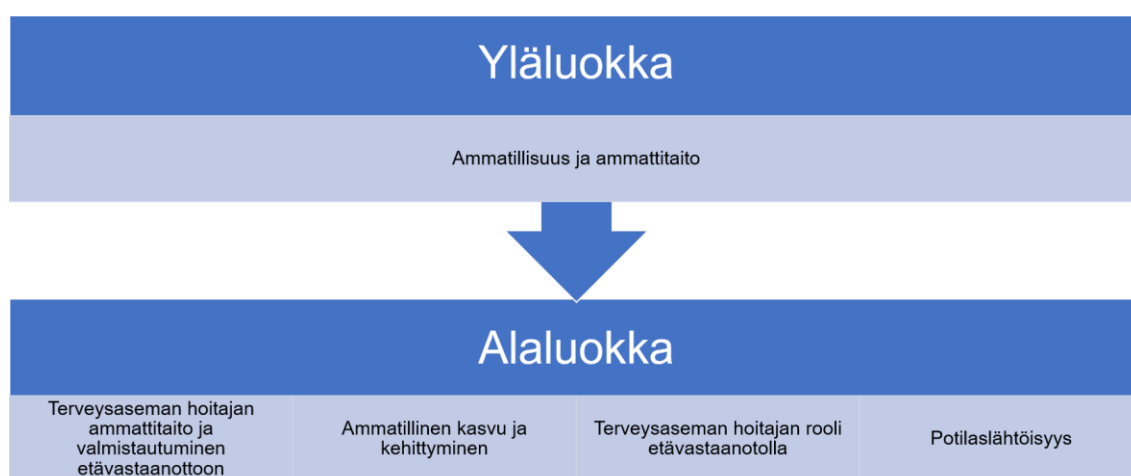 Yläluokka
Ammatillisuus ja ammattitaito
Alaluokka
Terveysaseman hoitajan
ammattitaito ja
valmistautuminen
etävastaanottoon
Ammatillinen kasvu ja
kehittyminen
Terveysaseman hoitajan rooli
etävastaanotolla
Potilaslähtöisyys